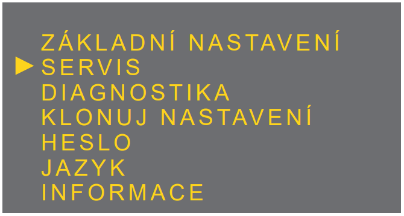 ZÁKLADNÍ NASTAVENÍ
SERVIS
DIAGNOSTIKA
KLONUJ NASTAVENÍ
HESLO
JAZYK
INFORMACE